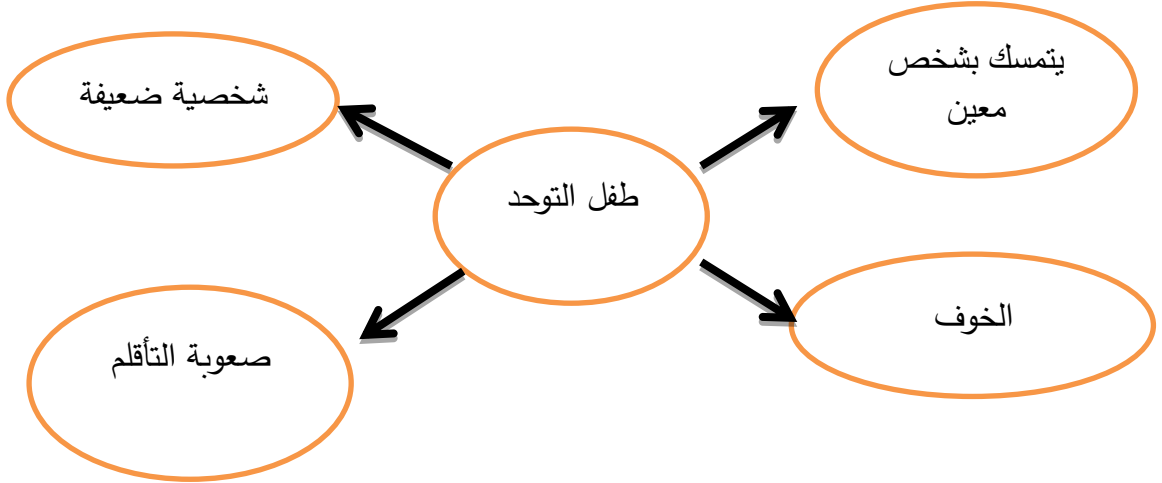 يتمسك بشخص
معين
شخصية ضعيفة
طفل التوحد
الخوف
صعوبة التأقلم